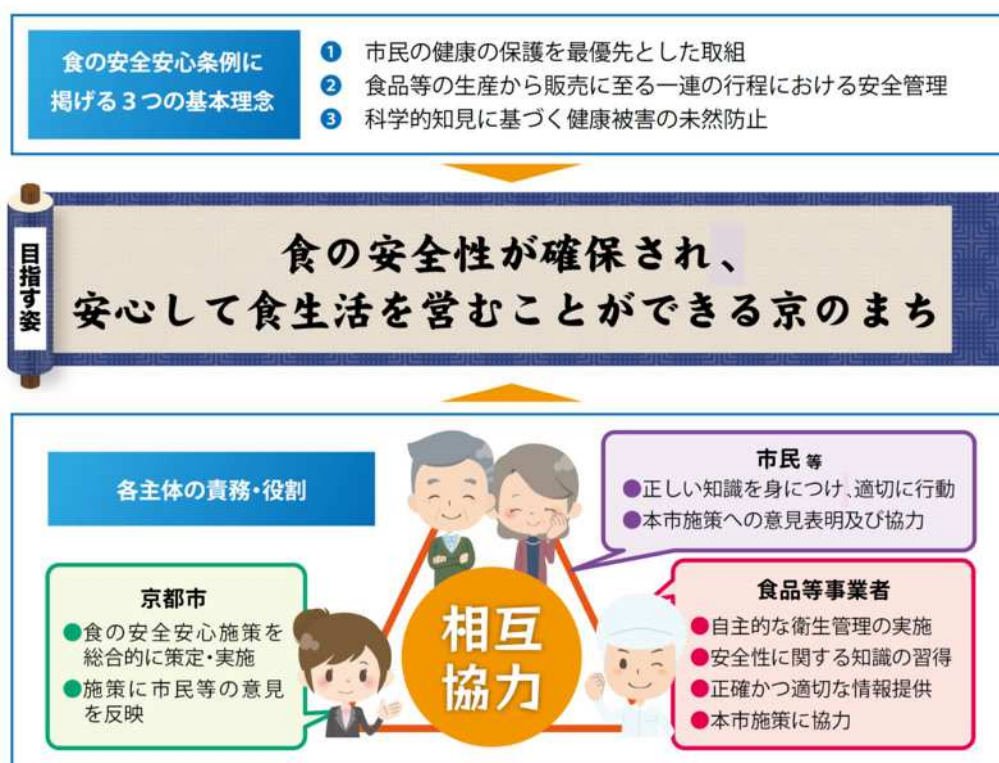 食の安全安心条例に
掲げる3つの基本理念
❶ 市民の健康の保護を最優先とした取組
❷ 食品等の生産から販売に至る一連の行程における安全管理
❸ 科学的知見に基づく健康被害の未然防止
目指す姿
食の安全性が確保され、
安心して食生活を営むことができる京のまち
各主体の責務・役割
市民 等
●正しい知識を身につけ、適切に行動
●本市施策への意見表明及び協力
京都市
●食の安全安心施策を
総合的に策定・実施
●施策に市民等の意見
を反映
相互
協力
食品等事業者
●自主的な衛生管理の実施
●安全性に関する知識の習得
●正確かつ適切な情報提供
●本市施策に協力